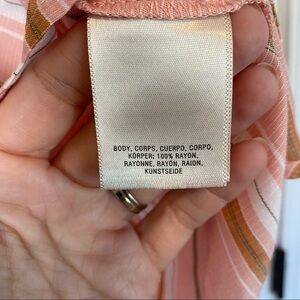 BODY, CORPS, CUERPO, CORPO,
KÖRPER: 100% RAYON,
RAYONNE, RAYÓN, RAION,
KUNSTSEIDE